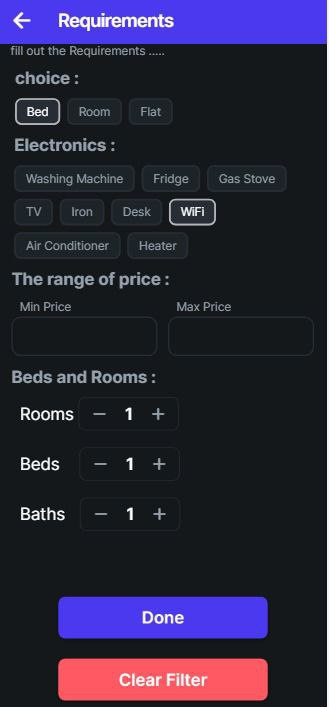 Requirements
fill out the Requirements .....
choice :
Bed Room Flat
Electronics :
Washing Machine Fridge Gas Stove
TV Iron Desk WiFi
Air Conditioner Heater
The range of price :
Min Price Max Price
Beds and Rooms :
Rooms − 1 +
Beds − 1 +
Baths − 1 +
Done
Clear Filter